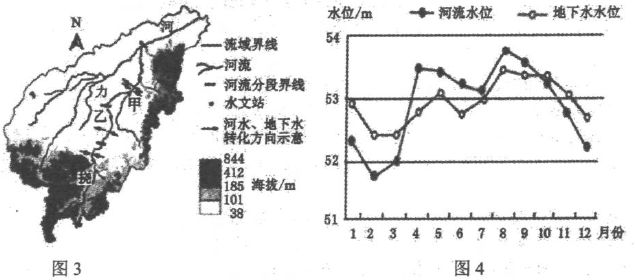 N
河
力
甲
乙
挠
流域界线
河流
河流分段界线
水文站
河水、地下水
转化方向示意
844
412
185 海拔/m
101
38
图3
水位/m
河流水位
地下水水位
54
53
52
51
1 2 3 4 5 6 7 8 9 10 11 12 月份
图4